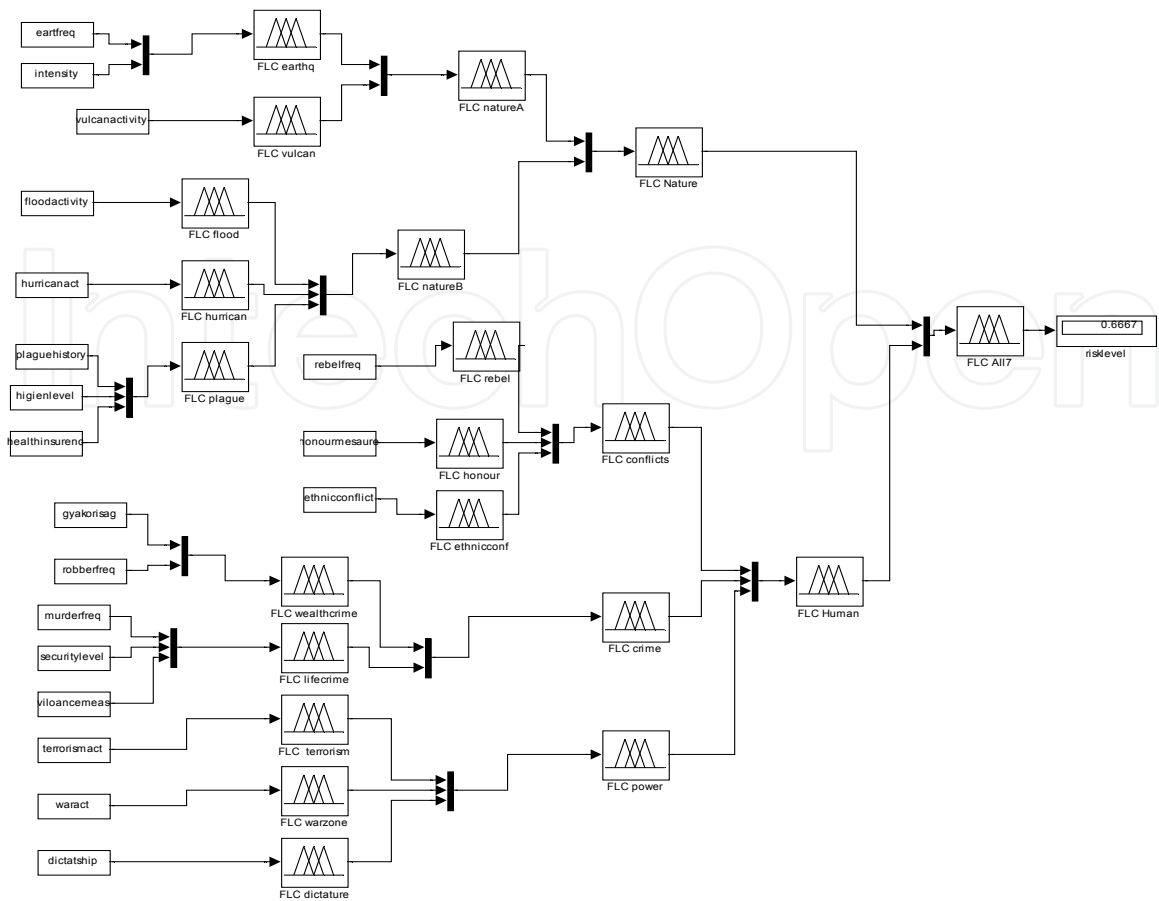 eartfreq
intensity
FLC earthq
vulcanactivity
FLC vulcan
FLC natureA
FLC Nature
floodactivity
FLC flood
hurricanact
FLC hurrican
FLC natureB
plaguehistory
higienlevel
healthinsurenc
FLC plague
rebelfreq
FLC rebel
honourmesaure
FLC honour
ethnicconflict
FLC ethnicconf
FLC conflicts
0.6667
FLC All7
risklevel
gyakorisag
robberfreq
FLC wealthcrime
murderfreq
securitylevel
viloancemeas
FLC lifecrime
FLC crime
FLC Human
terrorismact
FLC terrorism
waract
FLC warzone
FLC power
dictatship
FLC dictature
IntechOpen